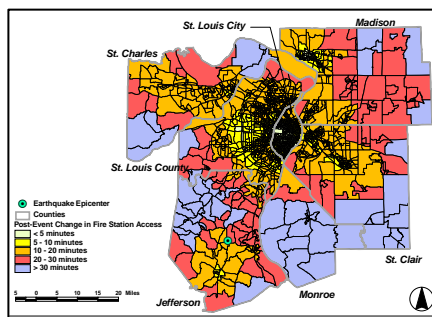 St. Louis City
Madison
St. Charles
St. Louis County
Earthquake Epicenter
Counties
Post-Event Change in Fire Station Access
< 5 minutes
5 - 10 minutes
10 - 20 minutes
20 - 30 minutes
> 30 minutes
St. Clair
5 0 5 10 15 20 Miles
Monroe
Jefferson